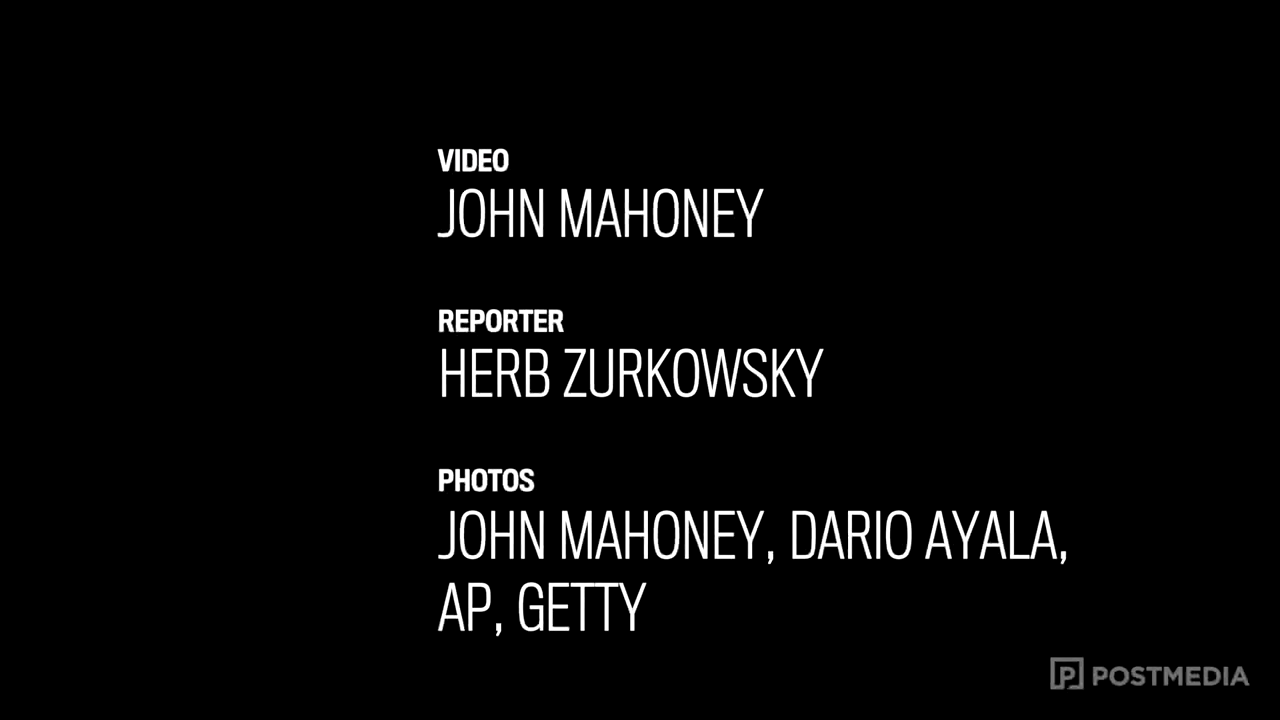 VIDEO
JOHN MAHONEY
REPORTER
HERB ZURKOWSKY
PHOTOS
JOHN MAHONEY, DARIO AYALA,
AP, GETTY
P POSTMEDIA